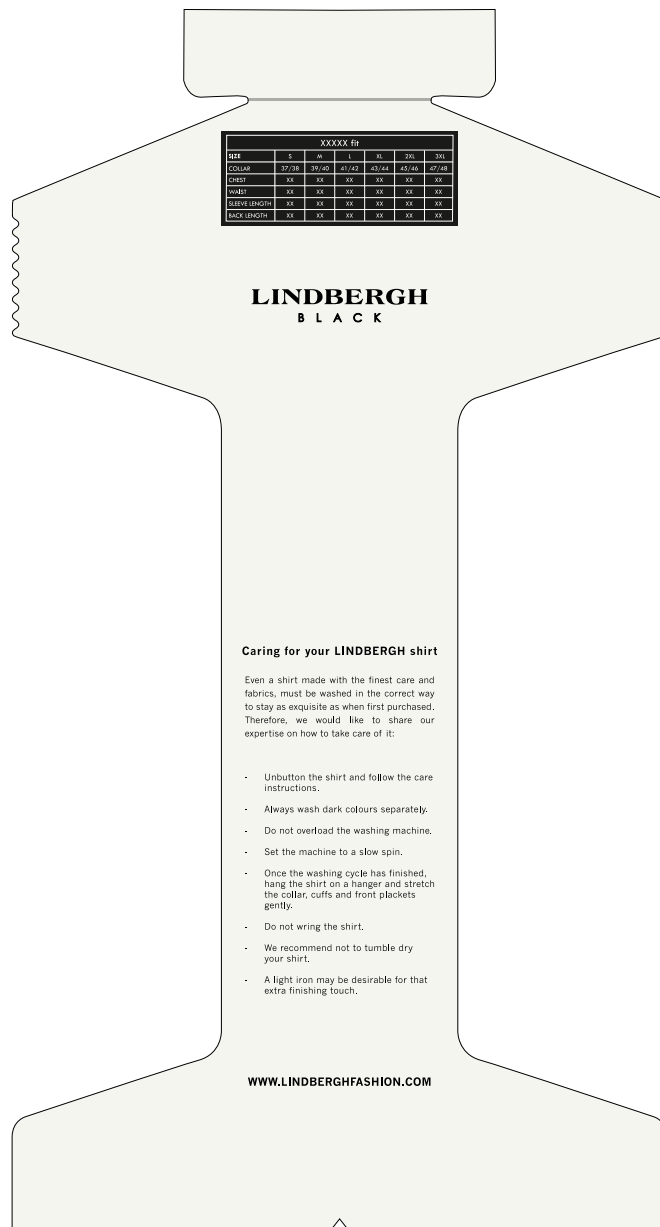 XXXXX fit
SIZE S M L XL 2XL 3XL
COLLAR 37/38 39/40 41/42 43/44 45/46 47/48
CHEST XX XX XX XX XX XX
WAIST XX XX XX XX XX XX
SLEEVE LENGTH XX XX XX XX XX XX
BACK LENGTH XX XX XX XX XX XX
LINDBERGH
BLACK
Caring for your LINDBERGH shirt
Even a shirt made with the finest care and
fabrics, must be washed in the correct way
to stay as exquisite as when first purchased.
Therefore, we would like to share our
expertise on how to take care of it:
- Unbutton the shirt and follow the care
instructions.
- Always wash dark colours separately.
- Do not overload the washing machine.
- Set the machine to a slow spin.
- Once the washing cycle has finished,
hang the shirt on a hanger and stretch
the collar, cuffs and front plackets
gently.
- Do not wring the shirt.
- We recommend not to tumble dry
your shirt.
- A light iron may be desirable for that
extra finishing touch.
WWW.LINDBERGHFASHION.COM